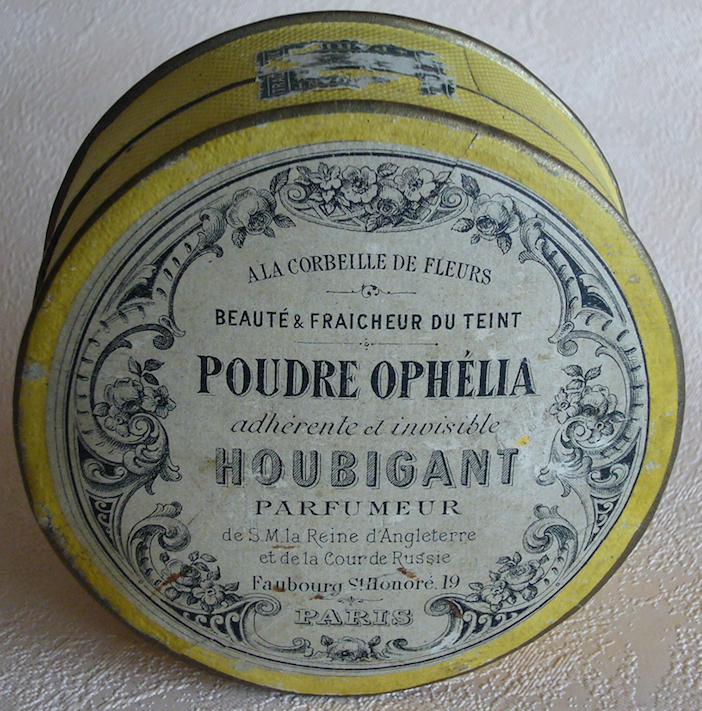 A LA CORBEILLE DE FLEURS
BEAUTÉ & FRAICHEUR DU TEINT
POUDRE OPHÉLIA
adhérente et invisible
HOUBIGANT
PARFUMEUR
de S.M. la Reine d'Angleterre
et de la Cour de Russie
Faubourg St Honoré. 19
PARIS